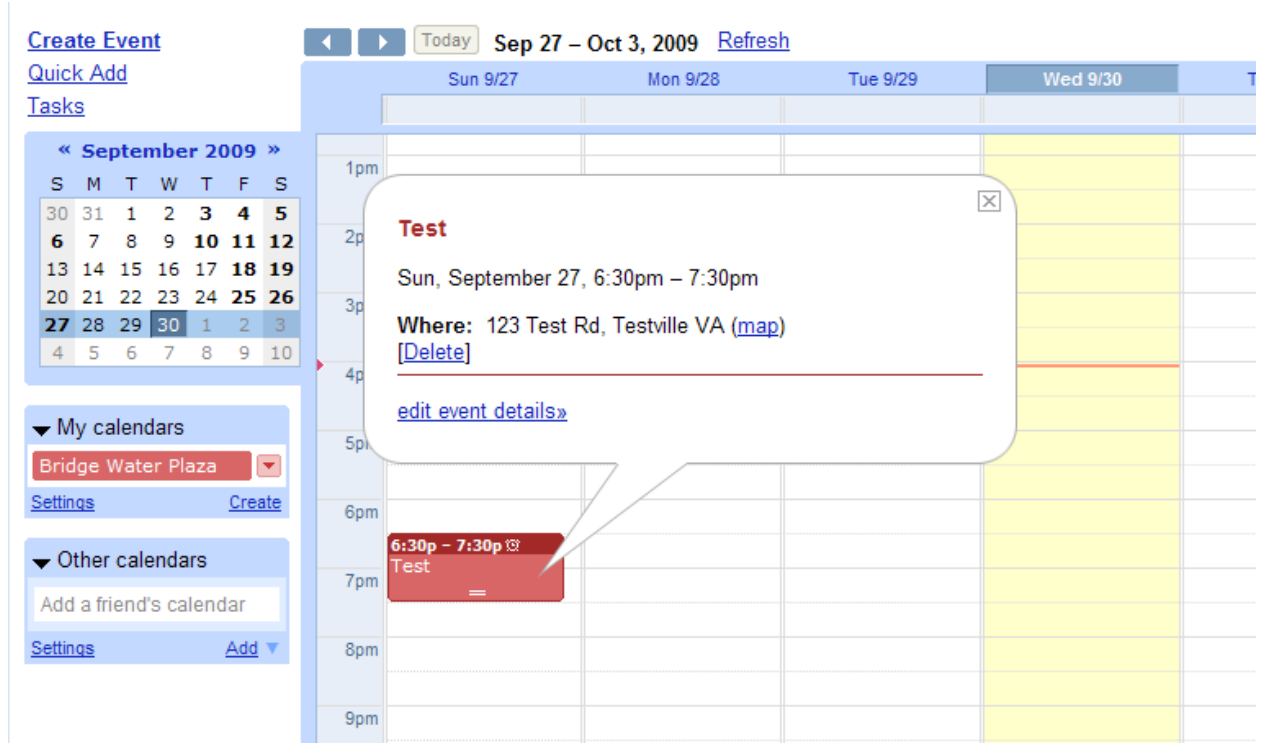 Create Event
Quick Add
Tasks
Today Sep 27 – Oct 3, 2009 Refresh
Sun 9/27 Mon 9/28 Tue 9/29 Wed 9/30 T
« September 2009 »
S M T W T F S
30 31 1 2 3 4 5
6 7 8 9 10 11 12
13 14 15 16 17 18 19
20 21 22 23 24 25 26
27 28 29 30 1 2 3
4 5 6 7 8 9 10
My calendars
Bridge Water Plaza
Settings Create
Other calendars
Add a friend's calendar
Settings Add
1pm
2p
3p
4p
5p
6pm
7pm
8pm
9pm
Test
Sun, September 27, 6:30pm – 7:30pm
Where: 123 Test Rd, Testville VA (map)
[Delete]
edit event details»
6:30p – 7:30p
Test